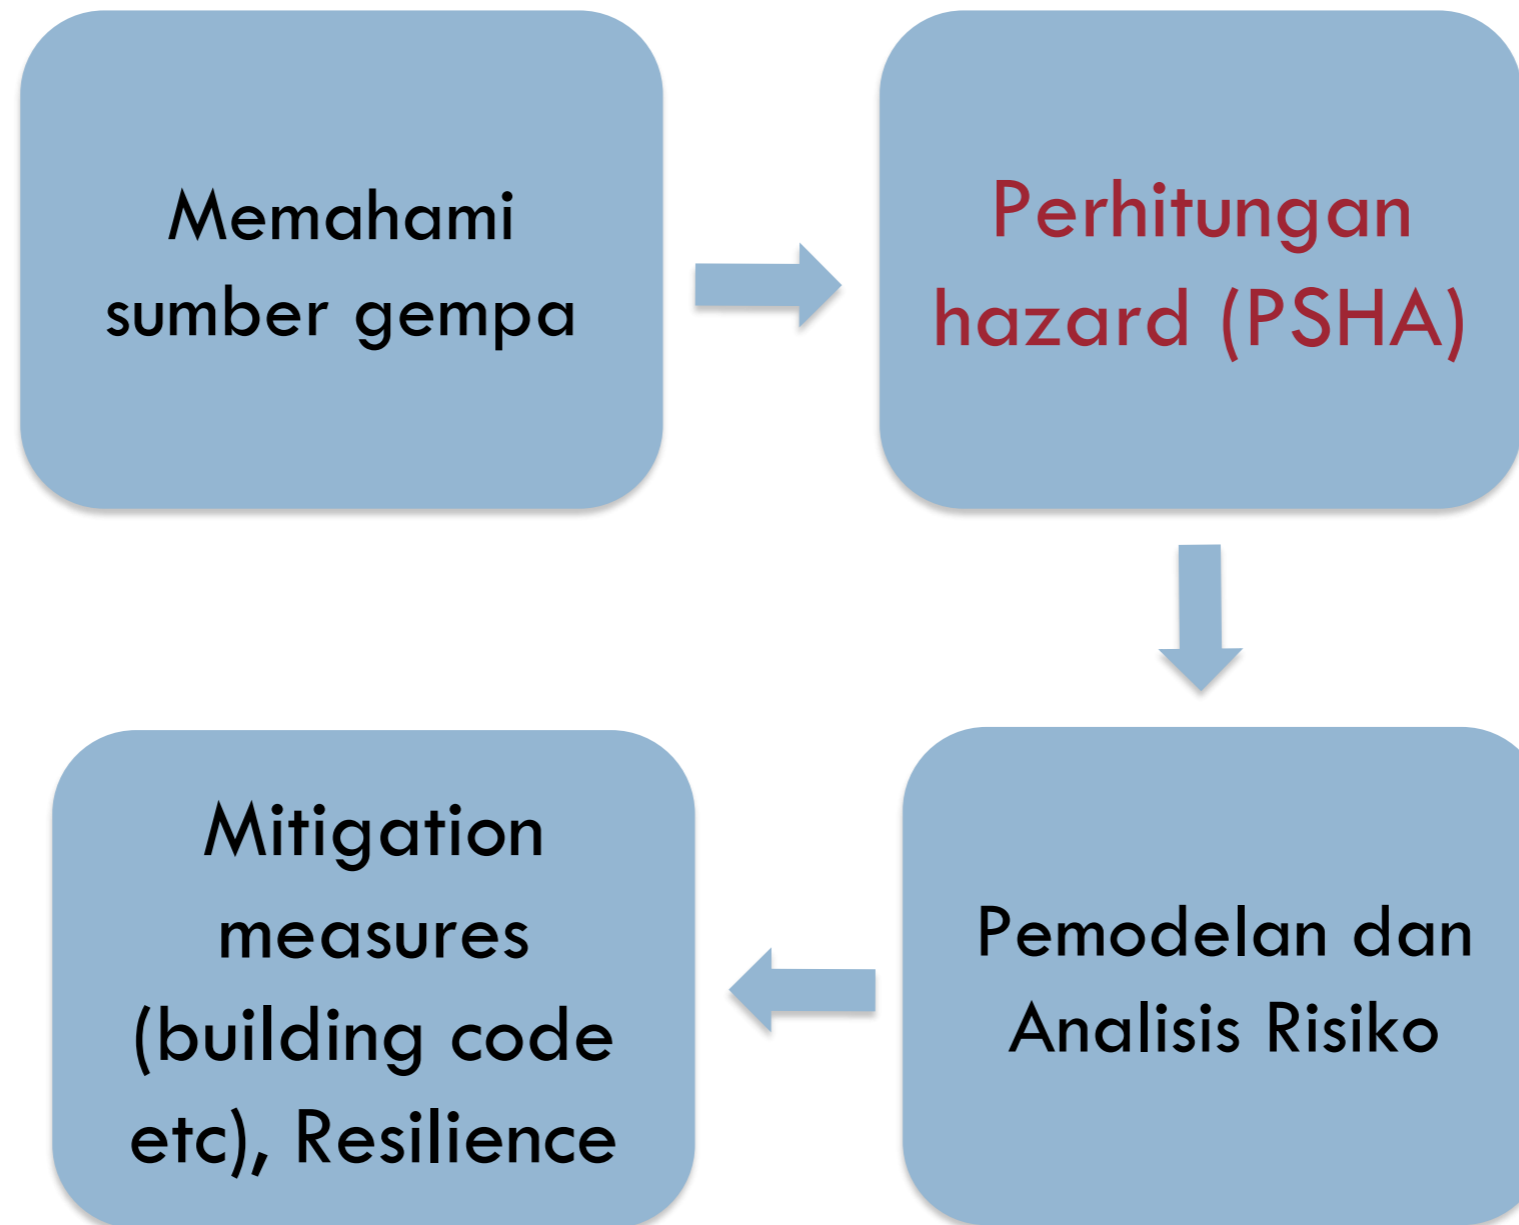 Memahami
sumber gempa
Perhitungan
hazard (PSHA)
Pemodelan dan
Analisis Risiko
Mitigation
measures
(building code
etc), Resilience